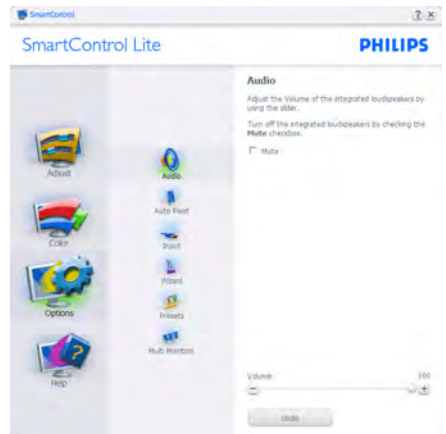 SmartControl
SmartControl Lite
PHILIPS
Adjust
Color
Options
Help
Audio
Auto Pivot
Input
Wizard
Presets
Multi Monitors
Audio
Adjust the Volume of the integrated loudspeakers by
using the slider.
Turn off the integrated loudspeakers by checking the
Mute checkbox.
Mute
Volume 100
Undo